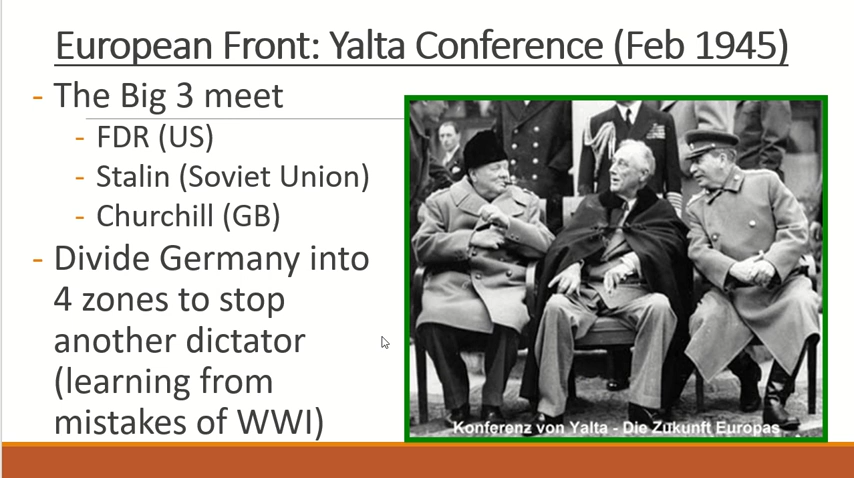 European Front: Yalta Conference (Feb 1945)
- The Big 3 meet
- FDR (US)
- Stalin (Soviet Union)
- Churchill (GB)
- Divide Germany into
4 zones to stop
another dictator
(learning from
mistakes of WWI)
Konferenz von Yalta - Die Zukunft Europas